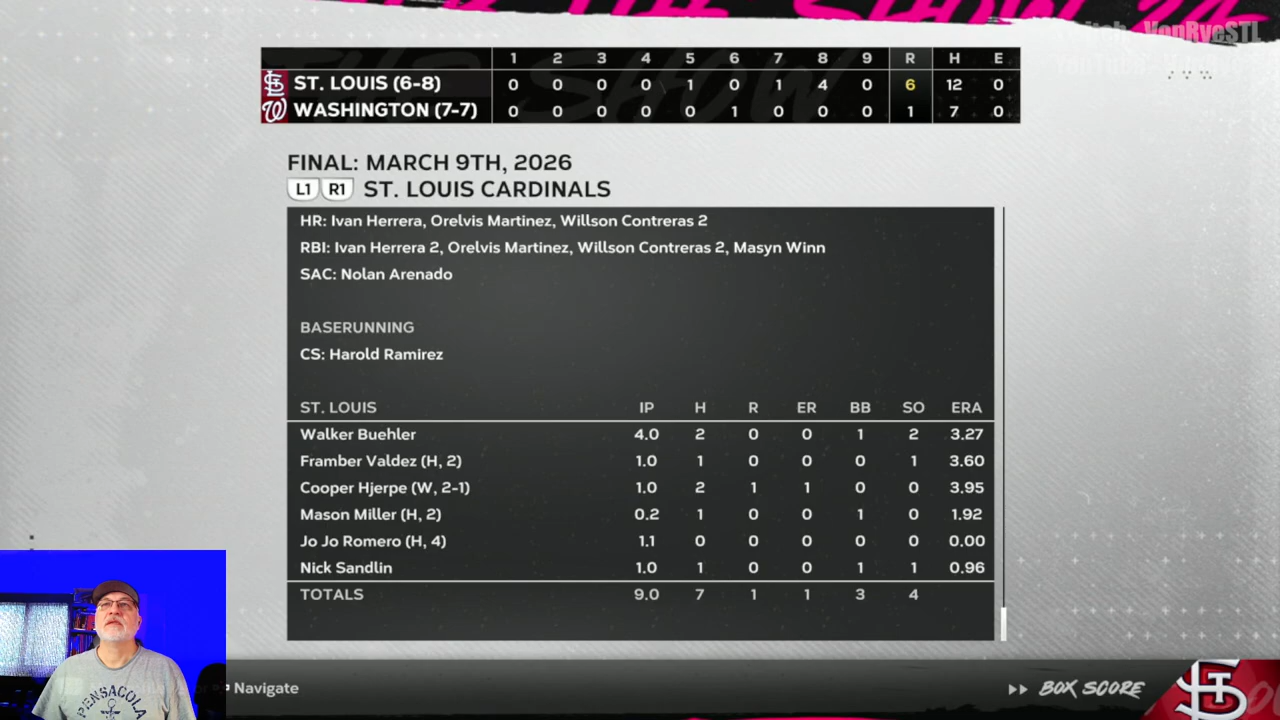 THE SHOW 24
Twitch VonRyeSTL
1 2 3 4 5 6 7 8 9 R H E
ST. LOUIS (6-8) 0 0 0 0 1 0 1 4 0 6 12 0
WASHINGTON (7-7) 0 0 0 0 0 1 0 0 0 1 7 0
FINAL: MARCH 9TH, 2026
L1 R1 ST. LOUIS CARDINALS
HR: Ivan Herrera, Orelvis Martinez, Willson Contreras 2
RBI: Ivan Herrera 2, Orelvis Martinez, Willson Contreras 2, Masyn Winn
SAC: Nolan Arenado
BASERUNNING
CS: Harold Ramirez
ST. LOUIS IP H R ER BB SO ERA
Walker Buehler 4.0 2 0 0 1 2 3.27
Framber Valdez (H, 2) 1.0 1 0 0 0 1 3.60
Cooper Hjerpe (W, 2-1) 1.0 2 1 1 0 0 3.95
Mason Miller (H, 2) 0.2 1 0 0 1 0 1.92
Jo Jo Romero (H, 4) 1.1 0 0 0 0 0 0.00
Nick Sandlin 1.0 1 0 0 1 1 0.96
TOTALS 9.0 7 1 1 3 4
PENSACOLA
Navigate
BOX SCORE